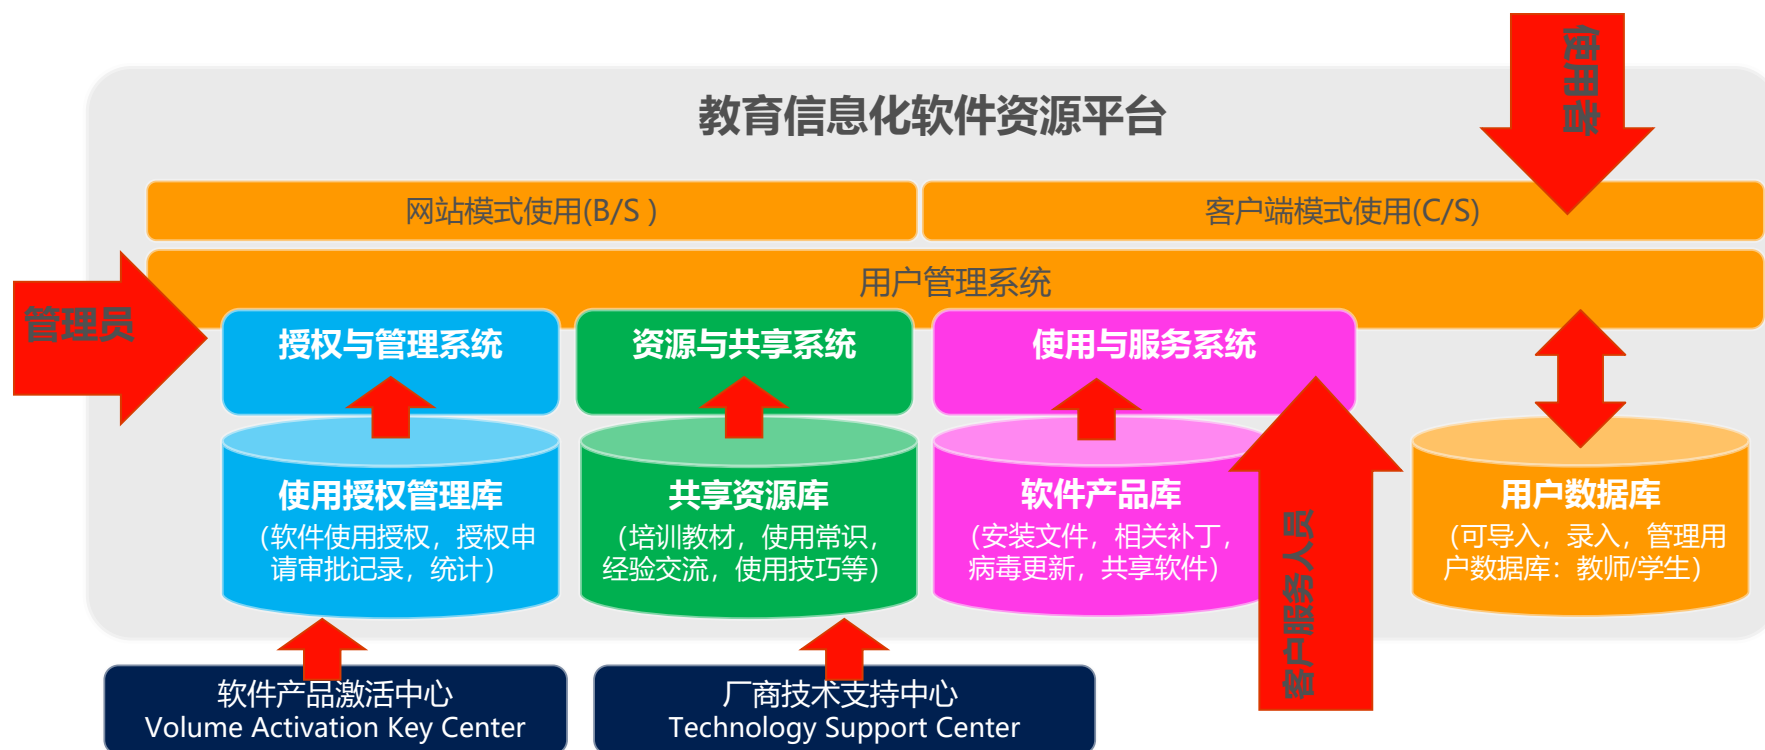 使用者
教育信息化软件资源平台
网站模式使用(B/S )
客户端模式使用(C/S)
用户管理系统
管理员
授权与管理系统
资源与共享系统
使用与服务系统
使用授权管理库
（软件使用授权，授权申
请审批记录，统计）
共享资源库
（培训教材，使用常识，
经验交流，使用技巧等）
软件产品库
（安装文件，相关补丁，
病毒更新，共享软件）
客户服务人员
用户数据库
（可导入，录入，管理用
户数据库：教师/学生）
软件产品激活中心
Volume Activation Key Center
厂商技术支持中心
Technology Support Center